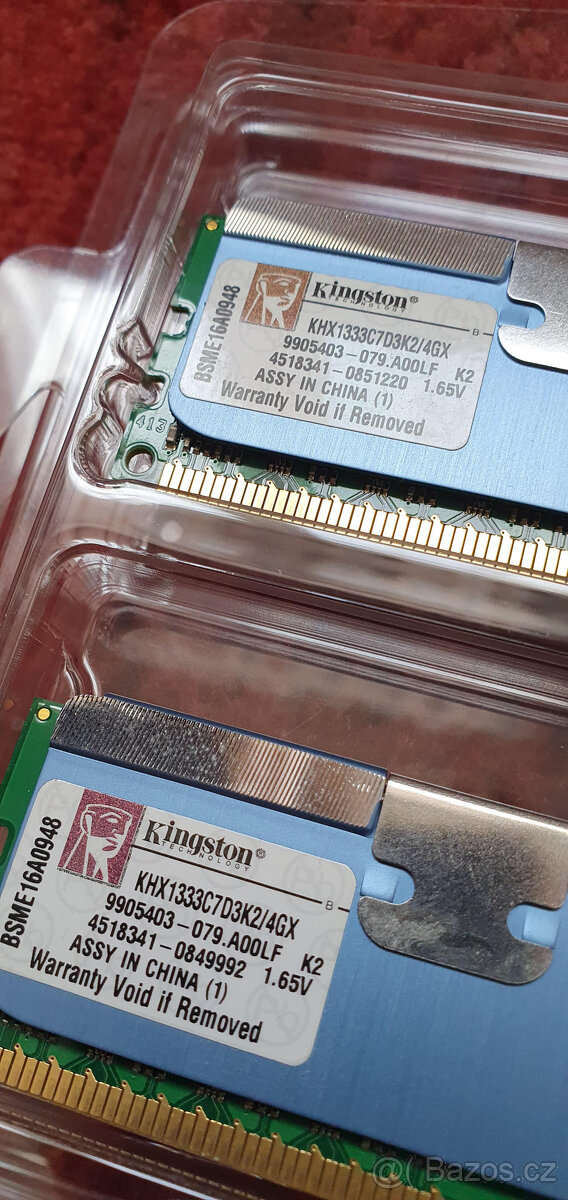 413
BSME16A0948
Kingston®
TECHNOLOGY
B
KHX1333C7D3K2/4GX
9905403-079.A00LF K2
4518341-0851220 1.65V
ASSY IN CHINA (1)
Warranty Void if Removed
BSME16A0948
Kingston®
TECHNOLOGY
B
KHX1333C7D3K2/4GX
9905403-079.A00LF K2
4518341-0849992 1.65V
ASSY IN CHINA (1)
Warranty Void if Removed
Bazoš.cz